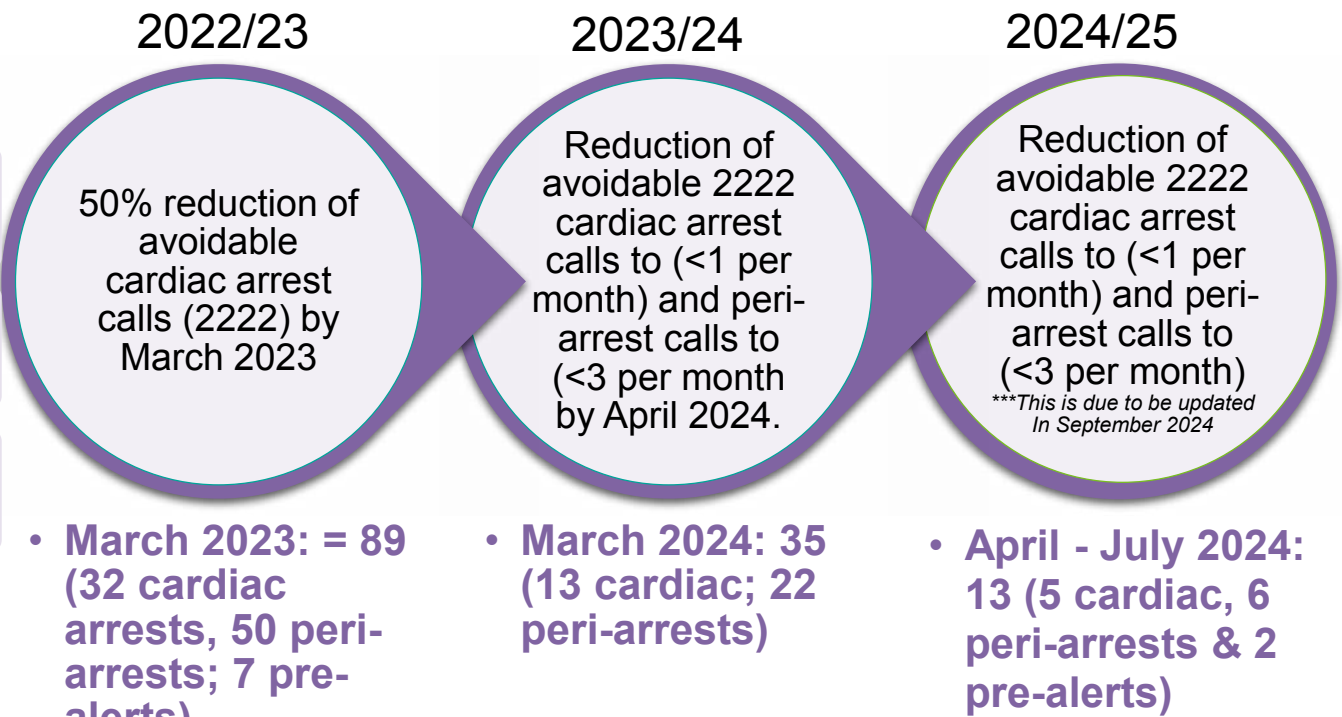 2022/23
50% reduction of
avoidable
cardiac arrest
calls (2222) by
March 2023
• March 2023: = 89
(32 cardiac
arrests, 50 peri-
arrests; 7 pre-
alerts)
2023/24
Reduction of
avoidable 2222
cardiac arrest
calls to (<1 per
month) and peri-
arrest calls to
(<3 per month
by April 2024.
• March 2024: 35
(13 cardiac; 22
peri-arrests)
2024/25
Reduction of
avoidable 2222
cardiac arrest
calls to (<1 per
month) and peri-
arrest calls to
(<3 per month)
***This is due to be updated
In September 2024
• April - July 2024:
13 (5 cardiac, 6
peri-arrests & 2
pre-alerts)